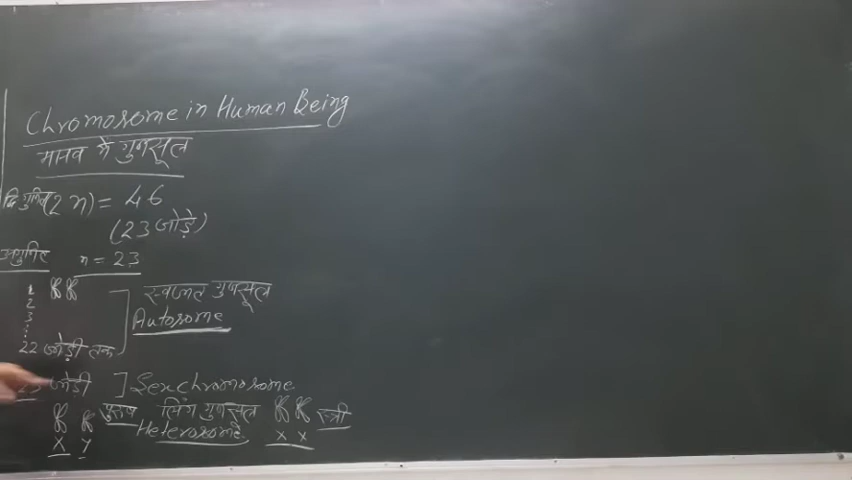 Chromosome in Human Being
मानव में गुणसूत्र
द्विगुणित (2n) = 46
(23 जोड़े)
अगुणित n = 23
1
2
3
22 जोड़ी तक
स्वजात गुणसूत्र
Autosome
23 जोड़ी ] Sex chromosome
पुरुष लिंग गुणसूत्र स्त्री
Heterosome
X Y X X